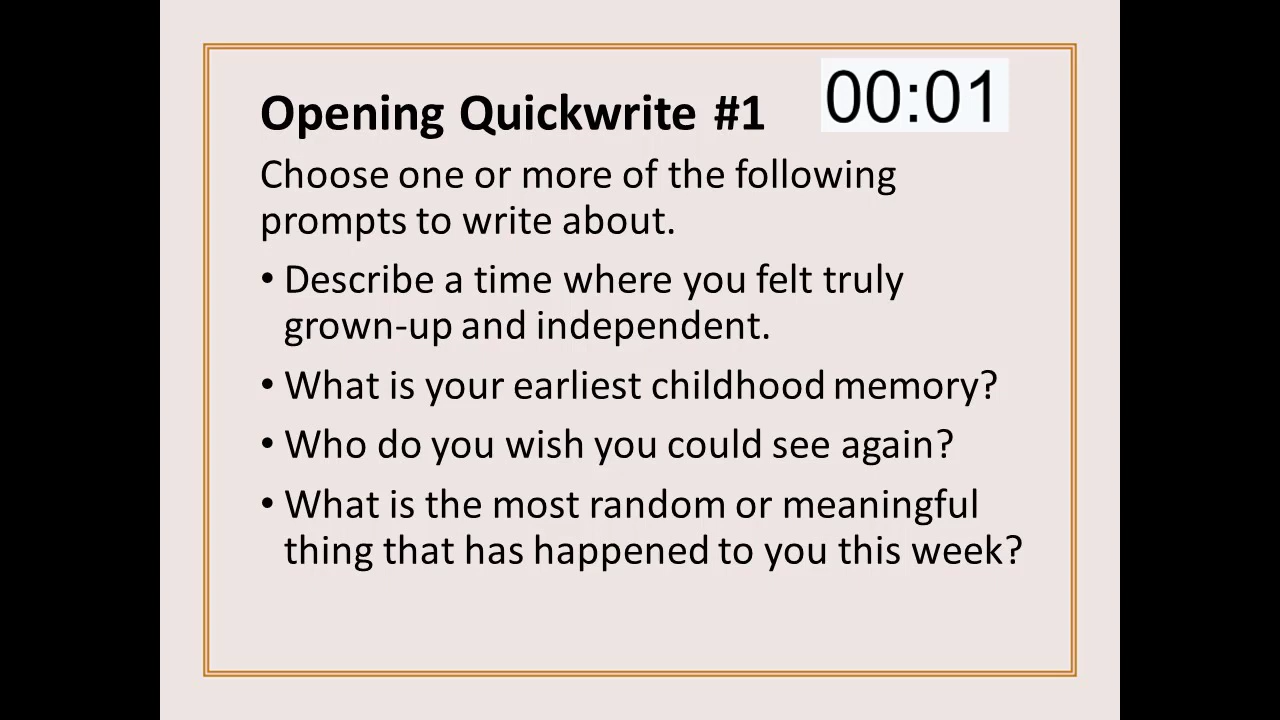 Opening Quickwrite #1
00:01
Choose one or more of the following
prompts to write about.
• Describe a time where you felt truly
grown-up and independent.
• What is your earliest childhood memory?
• Who do you wish you could see again?
• What is the most random or meaningful
thing that has happened to you this week?